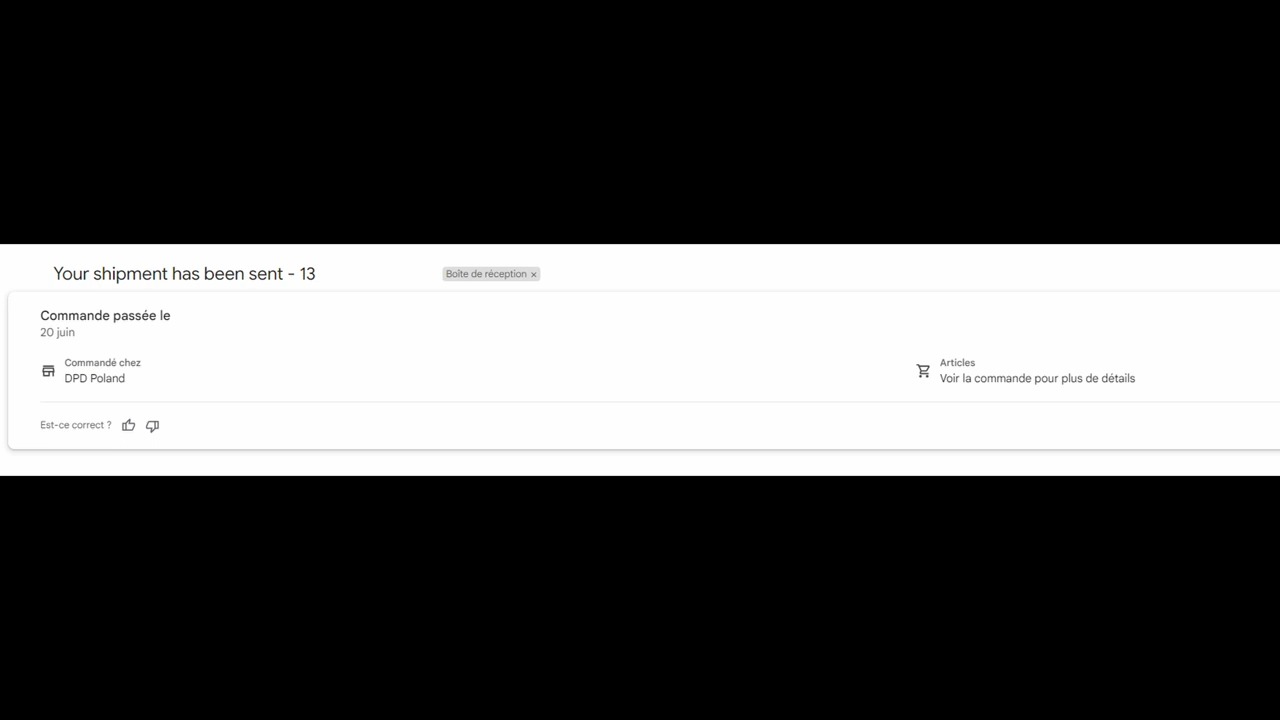 Your shipment has been sent - 13
Boîte de réception ×
Commande passée le
20 juin
Commandé chez
DPD Poland
Articles
Voir la commande pour plus de détails
Est-ce correct ?